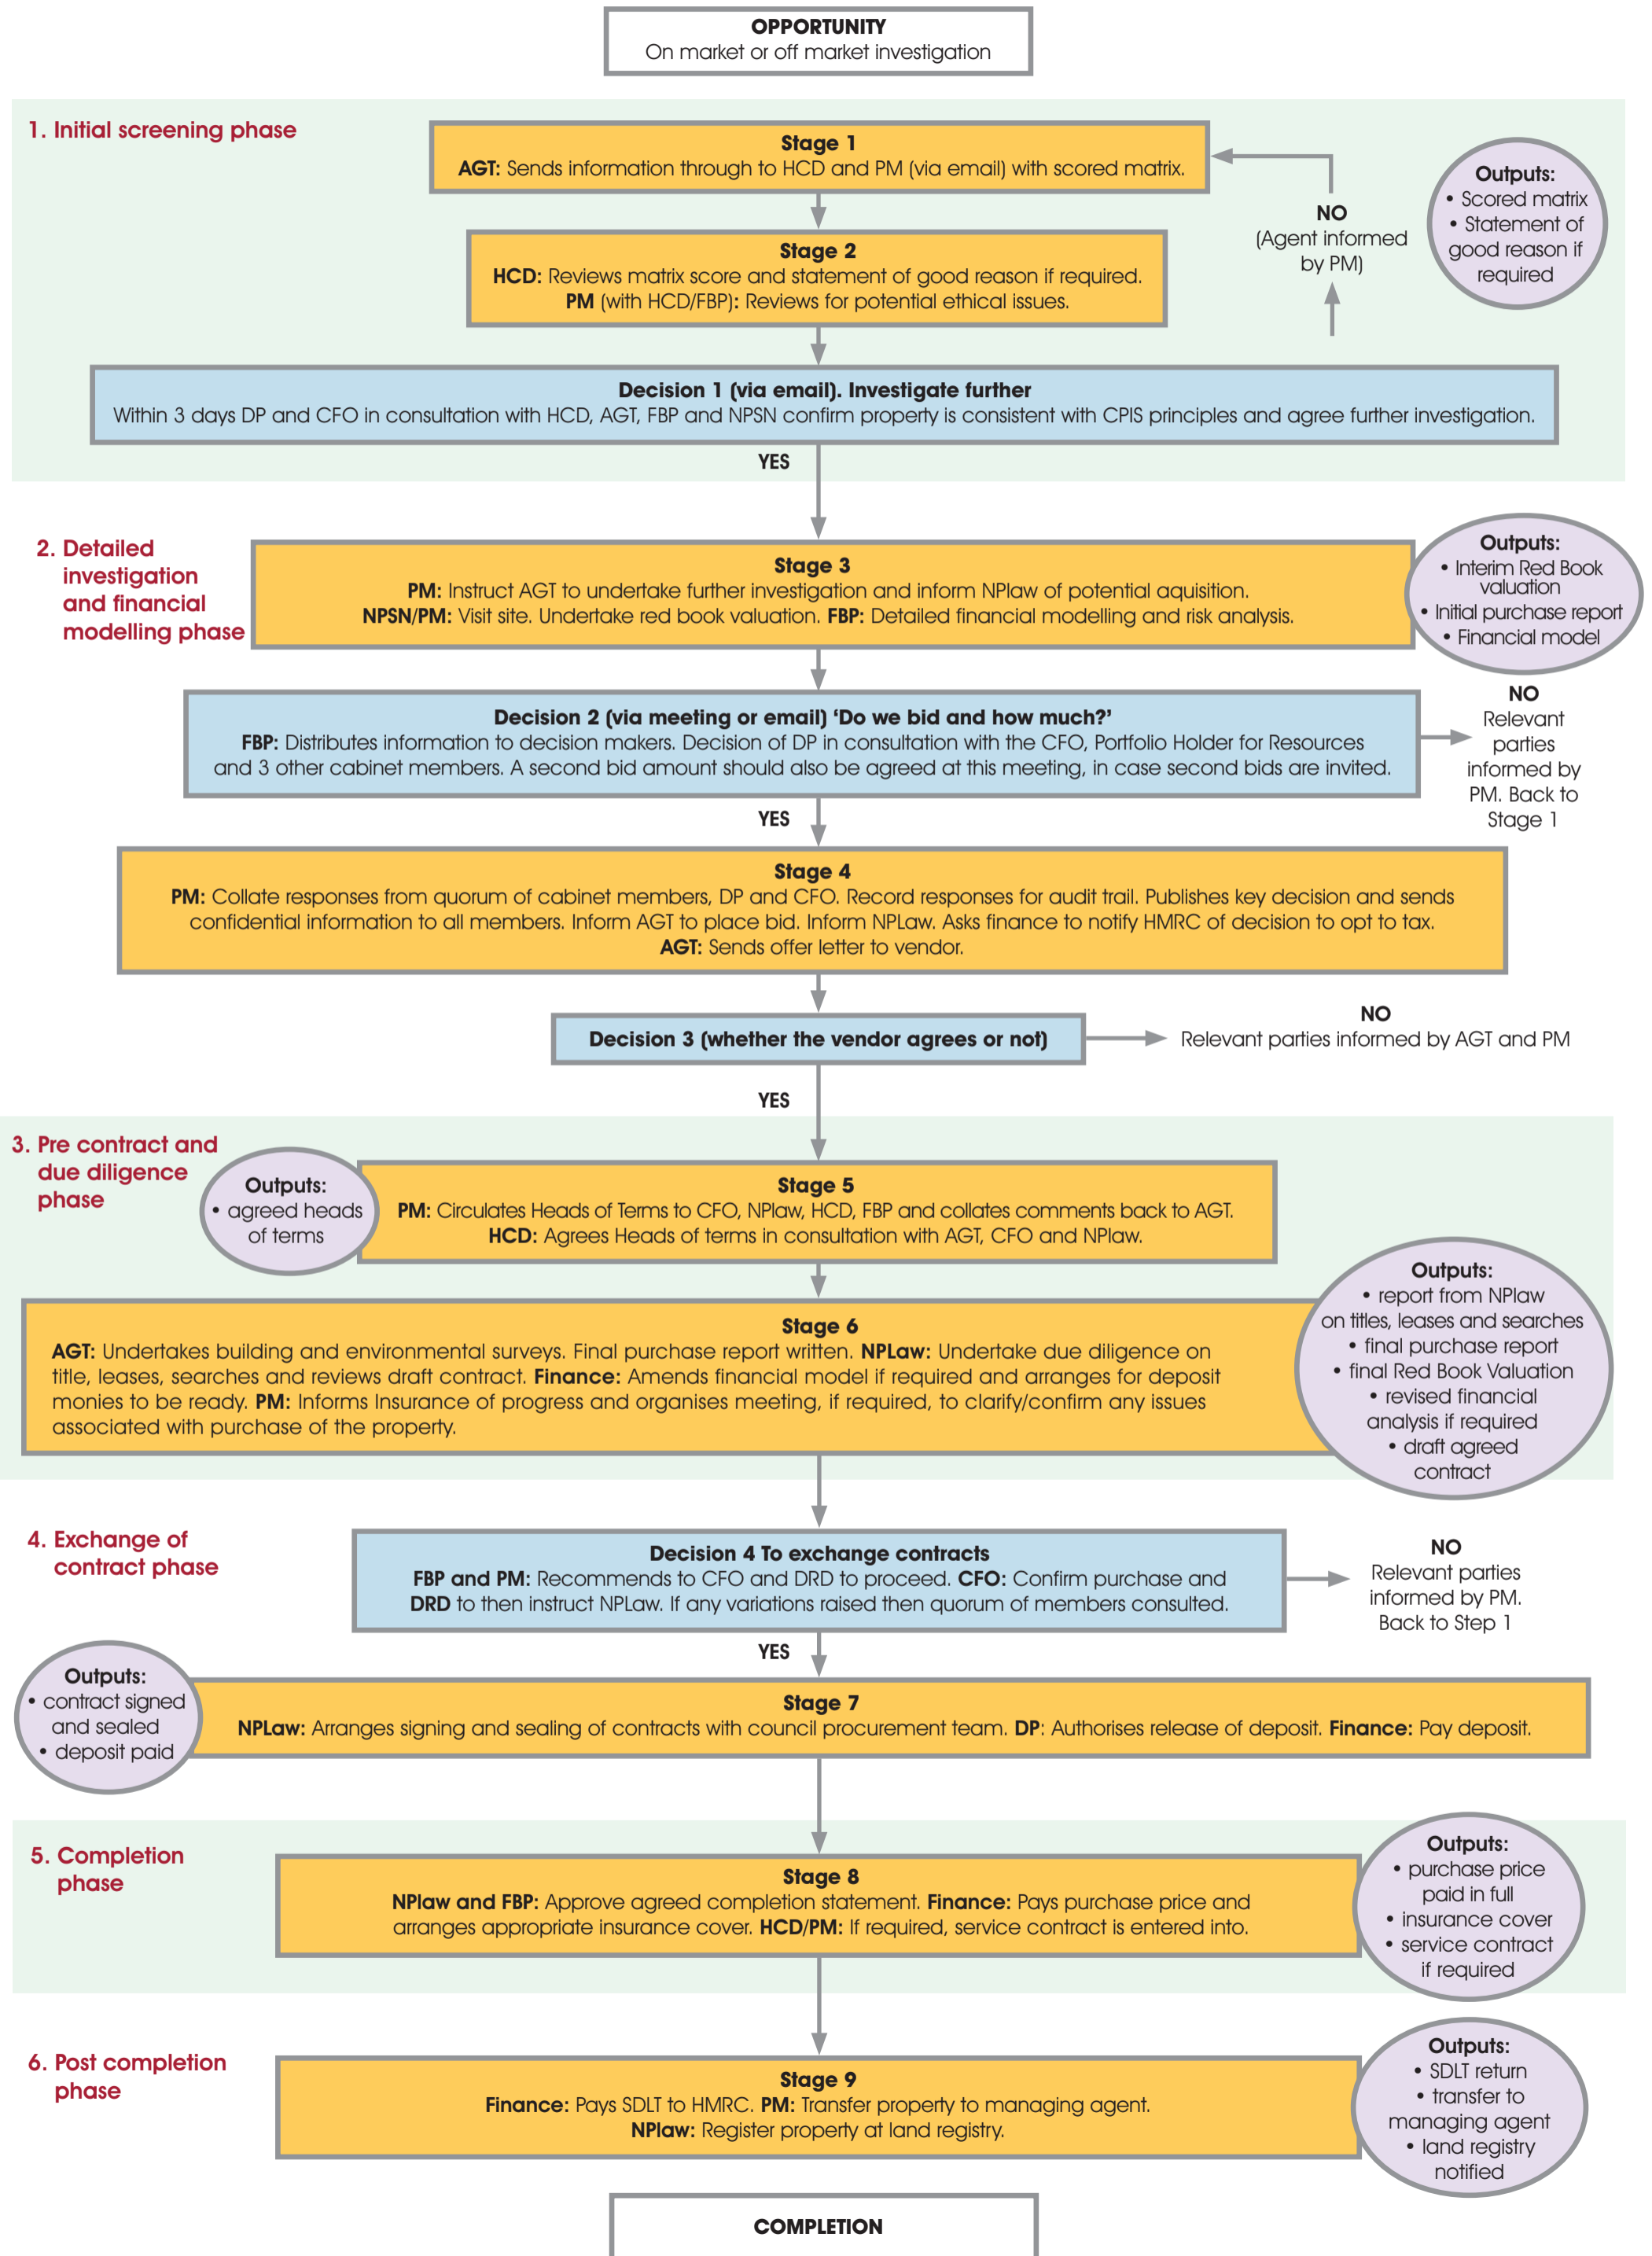 OPPORTUNITY
On market or off market investigation
1. Initial screening phase
Stage 1
AGT: Sends information through to HCD and PM (via email) with scored matrix.
Outputs:
• Scored matrix
• Statement of
good reason if
required
NO
(Agent informed
by PM)
Stage 2
HCD: Reviews matrix score and statement of good reason if required.
PM (with HCD/FBP): Reviews for potential ethical issues.
Decision 1 (via email). Investigate further
Within 3 days DP and CFO in consultation with HCD, AGT, FBP and NPSN confirm property is consistent with CPIS principles and agree further investigation.
YES
2. Detailed
investigation
and financial
modelling phase
Stage 3
PM: Instruct AGT to undertake further investigation and inform NPlaw of potential aquisition.
NPSN/PM: Visit site. Undertake red book valuation. FBP: Detailed financial modelling and risk analysis.
Outputs:
• Interim Red Book
valuation
• Initial purchase report
• Financial model
Decision 2 (via meeting or email) ‘Do we bid and how much?’
FBP: Distributes information to decision makers. Decision of DP in consultation with the CFO, Portfolio Holder for Resources
and 3 other cabinet members. A second bid amount should also be agreed at this meeting, in case second bids are invited.
NO
Relevant
parties
informed by
PM. Back to
Stage 1
YES
Stage 4
PM: Collate responses from quorum of cabinet members, DP and CFO. Record responses for audit trail. Publishes key decision and sends
confidential information to all members. Inform AGT to place bid. Inform NPLaw. Asks finance to notify HMRC of decision to opt to tax.
AGT: Sends offer letter to vendor.
Decision 3 (whether the vendor agrees or not)
NO
Relevant parties informed by AGT and PM
YES
3. Pre contract and
due diligence
phase
Outputs:
• agreed heads
of terms
Stage 5
PM: Circulates Heads of Terms to CFO, NPlaw, HCD, FBP and collates comments back to AGT.
HCD: Agrees Heads of terms in consultation with AGT, CFO and NPlaw.
Stage 6
AGT: Undertakes building and environmental surveys. Final purchase report written. NPLaw: Undertake due diligence on
title, leases, searches and reviews draft contract. Finance: Amends financial model if required and arranges for deposit
monies to be ready. PM: Informs Insurance of progress and organises meeting, if required, to clarify/confirm any issues
associated with purchase of the property.
Outputs:
• report from NPlaw
on titles, leases and searches
• final purchase report
• final Red Book Valuation
• revised financial
analysis if required
• draft agreed
contract
4. Exchange of
contract phase
Decision 4 To exchange contracts
FBP and PM: Recommends to CFO and DRD to proceed. CFO: Confirm purchase and
DRD to then instruct NPLaw. If any variations raised then quorum of members consulted.
NO
Relevant parties
informed by PM.
Back to Step 1
YES
Outputs:
• contract signed
and sealed
• deposit paid
Stage 7
NPLaw: Arranges signing and sealing of contracts with council procurement team. DP: Authorises release of deposit. Finance: Pay deposit.
5. Completion
phase
Stage 8
NPlaw and FBP: Approve agreed completion statement. Finance: Pays purchase price and
arranges appropriate insurance cover. HCD/PM: If required, service contract is entered into.
Outputs:
• purchase price
paid in full
• insurance cover
• service contract
if required
6. Post completion
phase
Stage 9
Finance: Pays SDLT to HMRC. PM: Transfer property to managing agent.
NPlaw: Register property at land registry.
Outputs:
• SDLT return
• transfer to
managing agent
• land registry
notified
COMPLETION